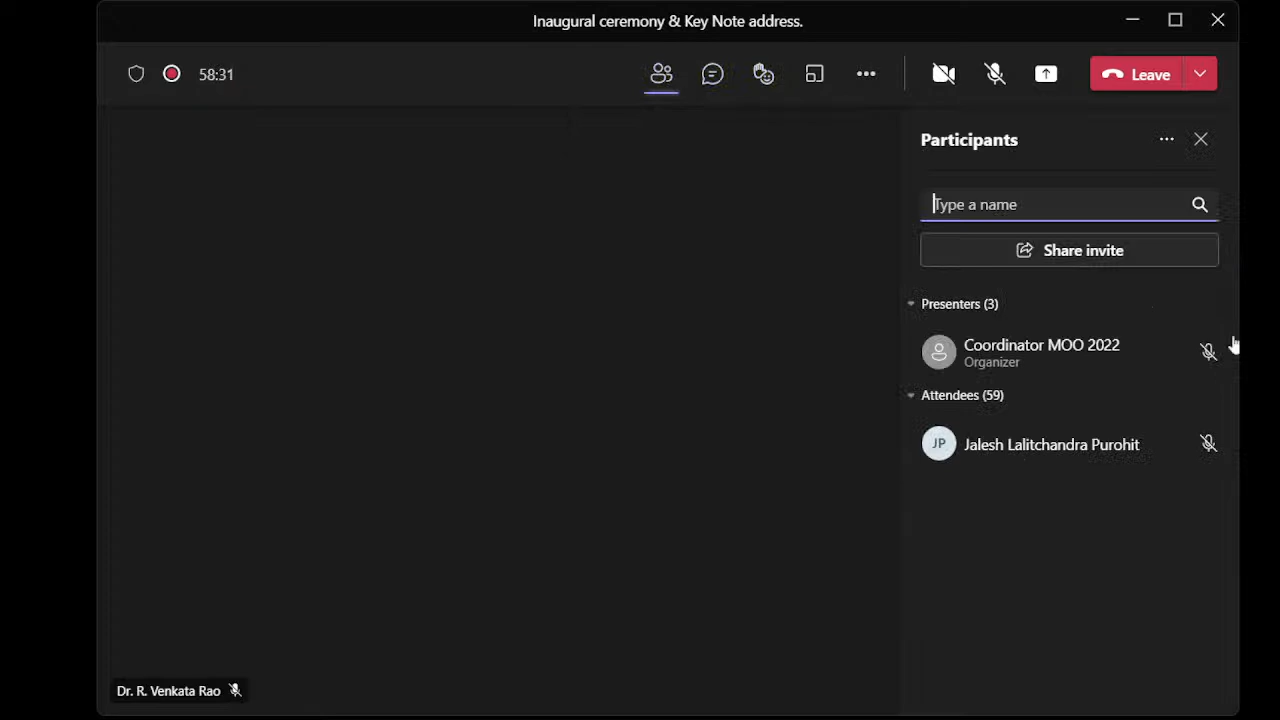 Inaugural ceremony & Key Note address.
58:31
Leave
Participants
Type a name
Share invite
Presenters (3)
Coordinator MOO 2022
Organizer
Attendees (59)
JP
Jalesh Lalitchandra Purohit
Dr. R. Venkata Rao